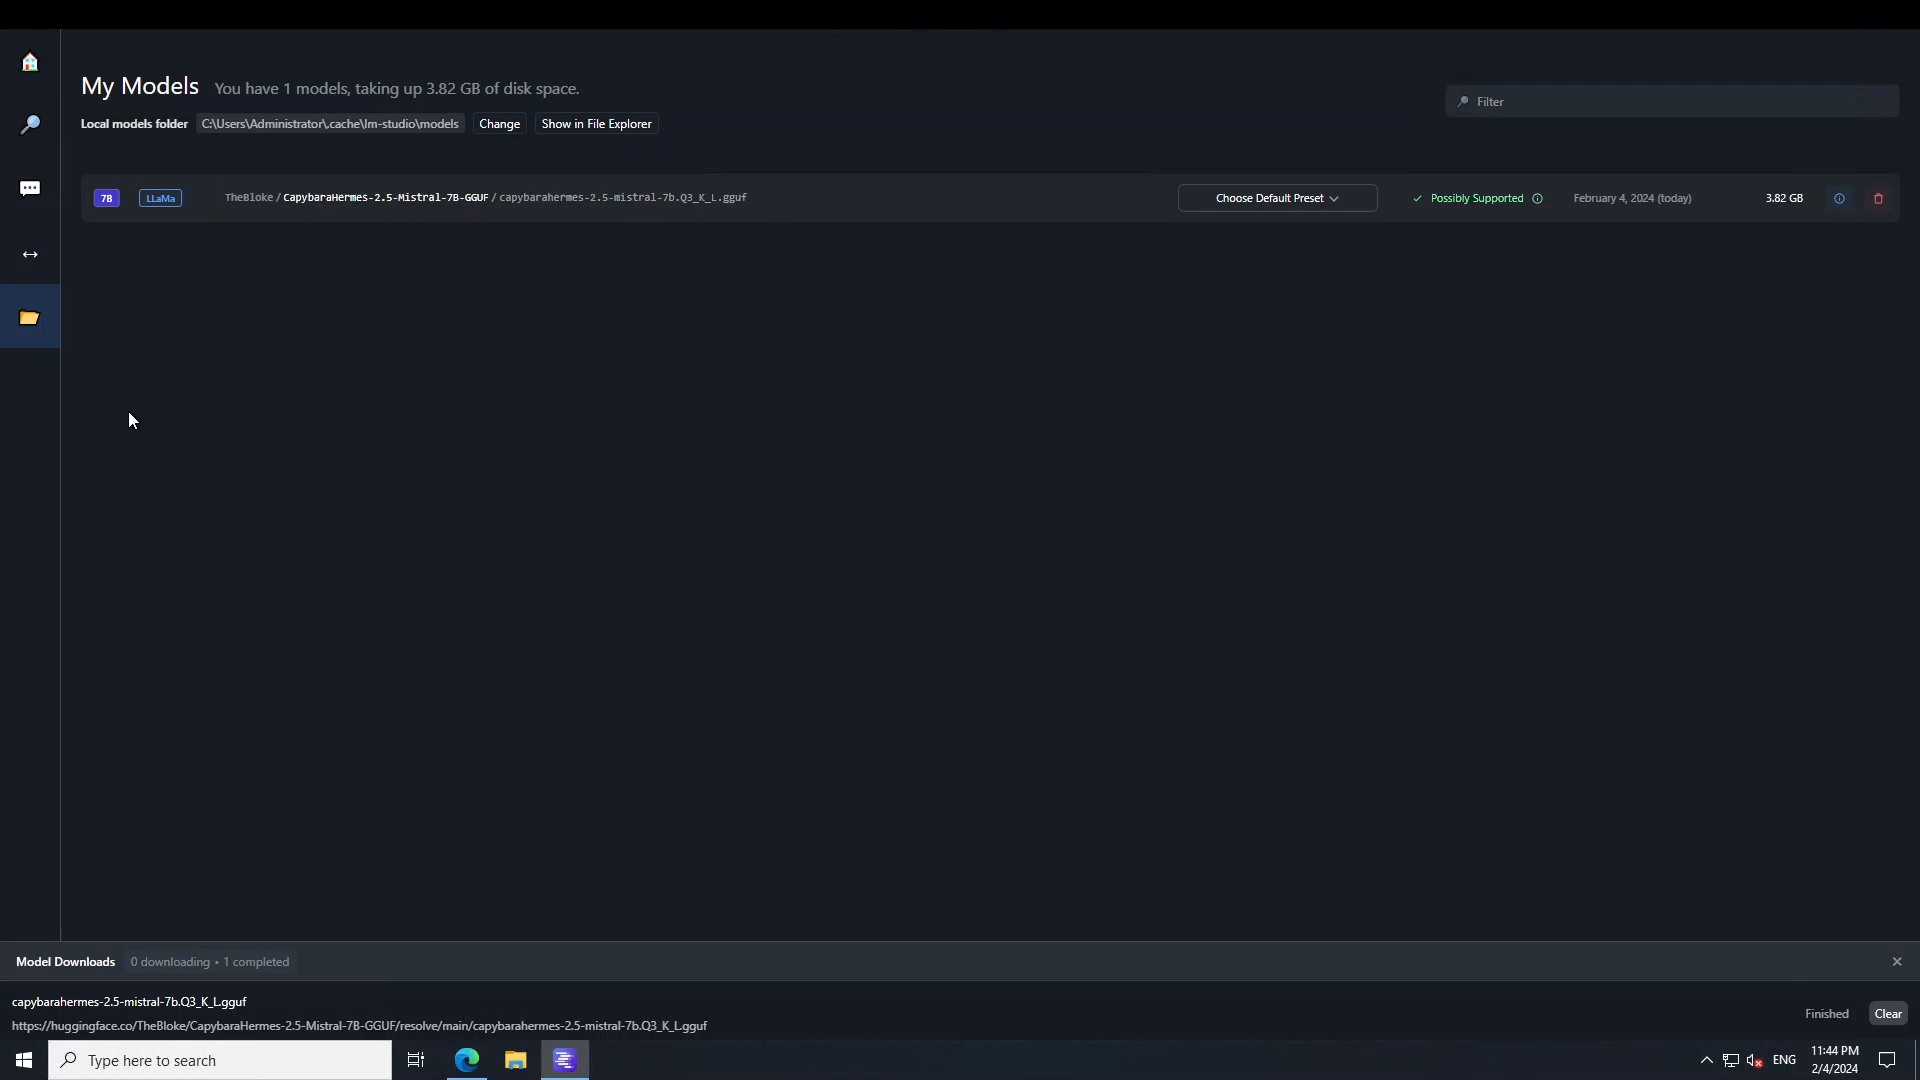 My Models You have 1 models, taking up 3.82 GB of disk space.
Filter
Local models folder C:\Users\Administrator\.cache\lm-studio\models Change Show in File Explorer
7B LLaMa TheBloke / CapybaraHermes-2.5-Mistral-7B-GGUF / capybarahermes-2.5-mistral-7b.Q3_K_L.gguf Choose Default Preset Possibly Supported February 4, 2024 (today) 3.82 GB
Model Downloads 0 downloading • 1 completed
capybarahermes-2.5-mistral-7b.Q3_K_L.gguf
https://huggingface.co/TheBloke/CapybaraHermes-2.5-Mistral-7B-GGUF/resolve/main/capybarahermes-2.5-mistral-7b.Q3_K_L.gguf
Finished Clear
Type here to search
ENG
11:44 PM
2/4/2024